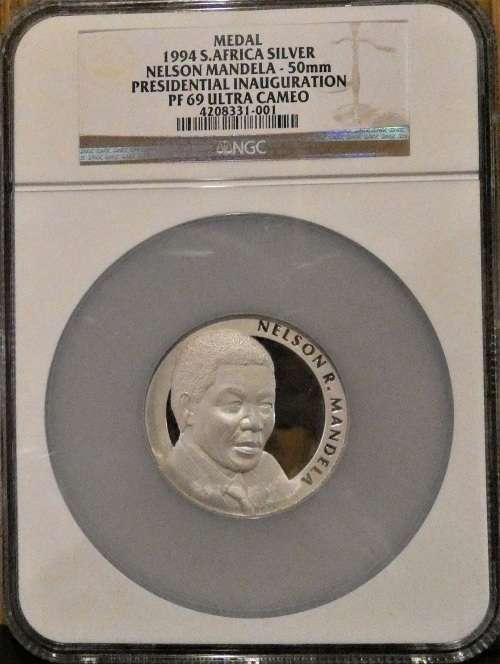 MEDAL
1994 S.AFRICA SILVER
NELSON MANDELA - 50mm
PRESIDENTIAL INAUGURATION
PF 69 ULTRA CAMEO
4208331-001
NGC
NELSON R. MANDELA